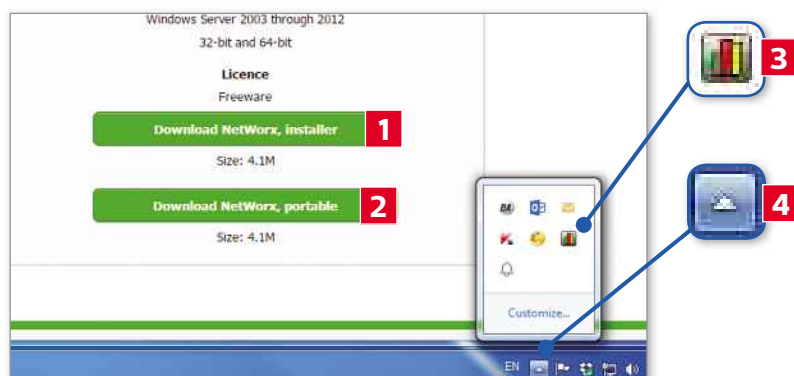 Windows Server 2003 through 2012
32-bit and 64-bit
Licence
Freeware
Download NetWorx, installer
1
Size: 4.1M
Download NetWorx, portable
2
Size: 4.1M
3
4
Customize...
EN